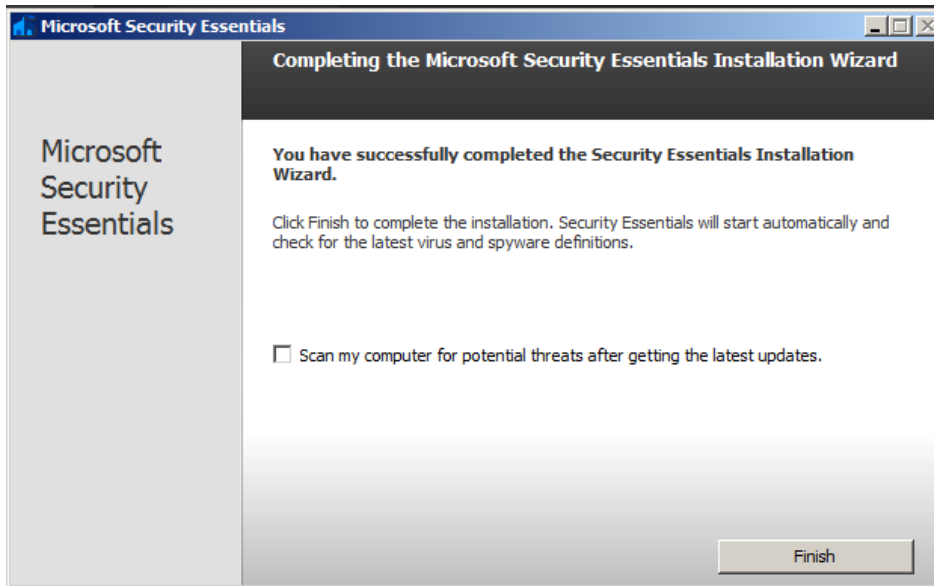 Microsoft Security Essentials
Completing the Microsoft Security Essentials Installation Wizard
Microsoft
Security
Essentials
You have successfully completed the Security Essentials Installation
Wizard.
Click Finish to complete the installation. Security Essentials will start automatically and
check for the latest virus and spyware definitions.
Scan my computer for potential threats after getting the latest updates.
Finish